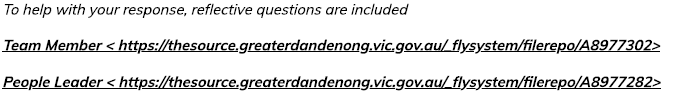 To help with your response, reflective questions are included
Team Member < https://thesource.greaterdandenong.vic.gov.au/_flysystem/filerepo/A8977302>
People Leader < https://thesource.greaterdandenong.vic.gov.au/_flysystem/filerepo/A8977282>